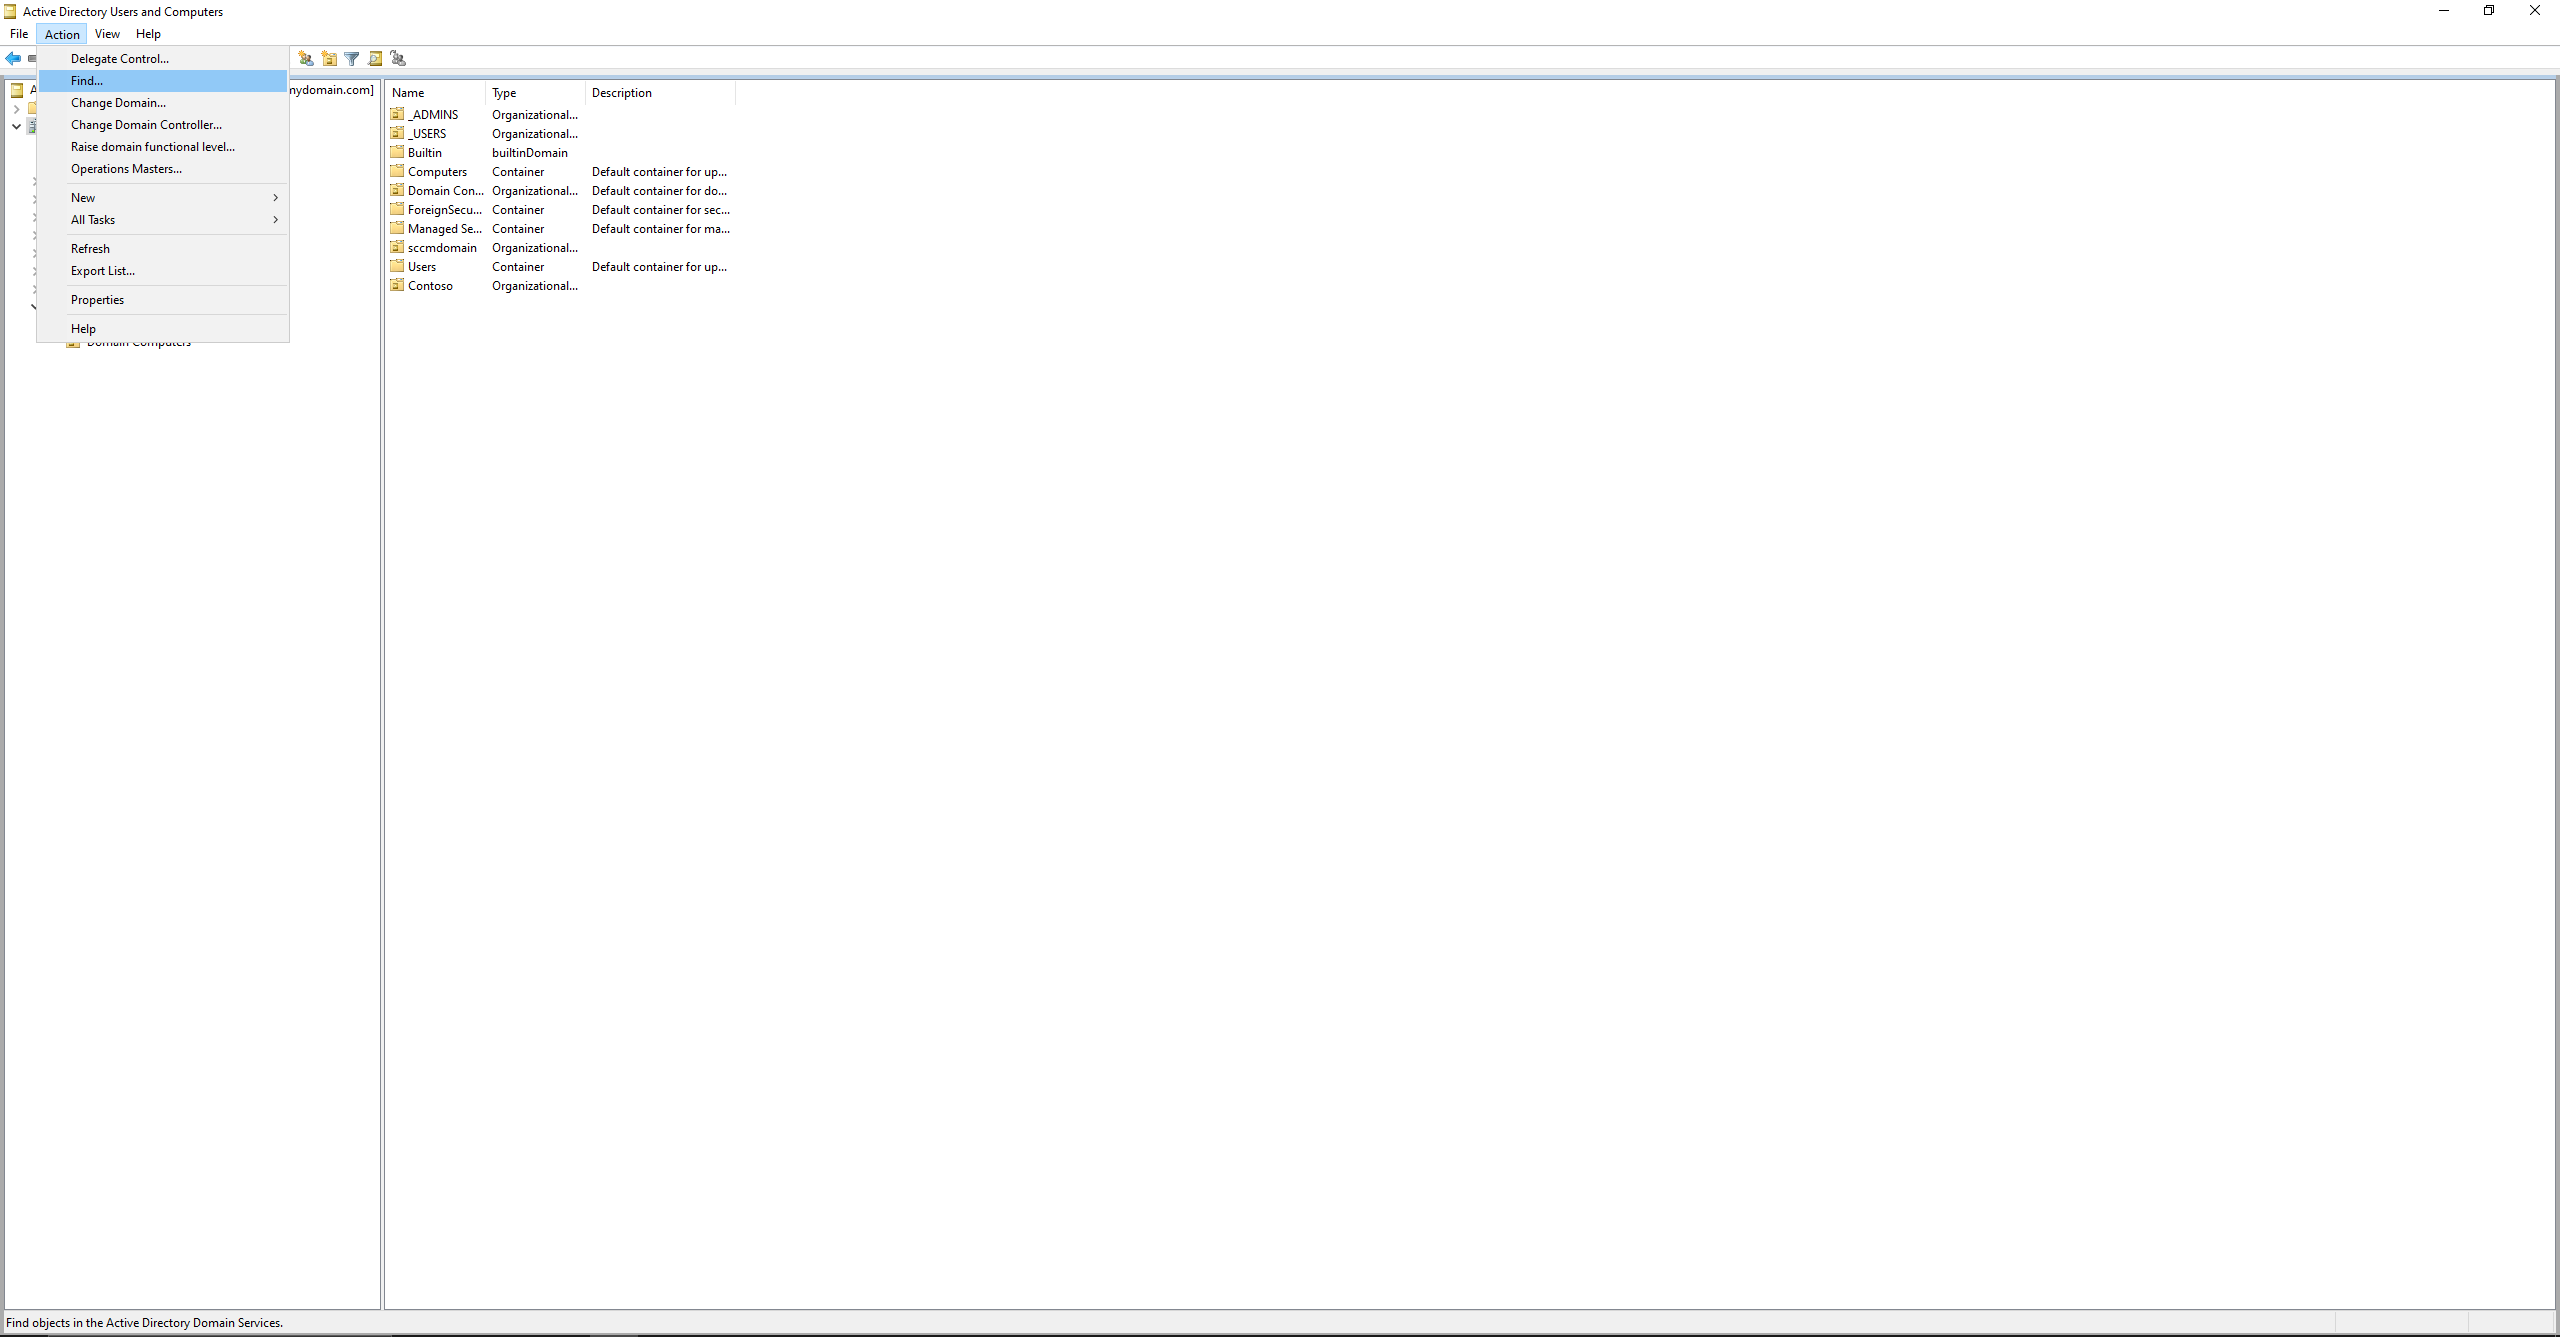 Active Directory Users and Computers
File Action View Help
Delegate Control...
Find...
Change Domain...
Change Domain Controller...
Raise domain functional level...
Operations Masters...
New
All Tasks
Refresh
Export List...
Properties
Help
A
mydomain.com]
Domain Computers
Name Type Description
_ADMINS Organizational...
_USERS Organizational...
Builtin builtinDomain
Computers Container Default container for up...
Domain Con... Organizational... Default container for do...
ForeignSecu... Container Default container for sec...
Managed Se... Container Default container for ma...
sccmdomain Organizational...
Users Container Default container for up...
Contoso Organizational...
Find objects in the Active Directory Domain Services.